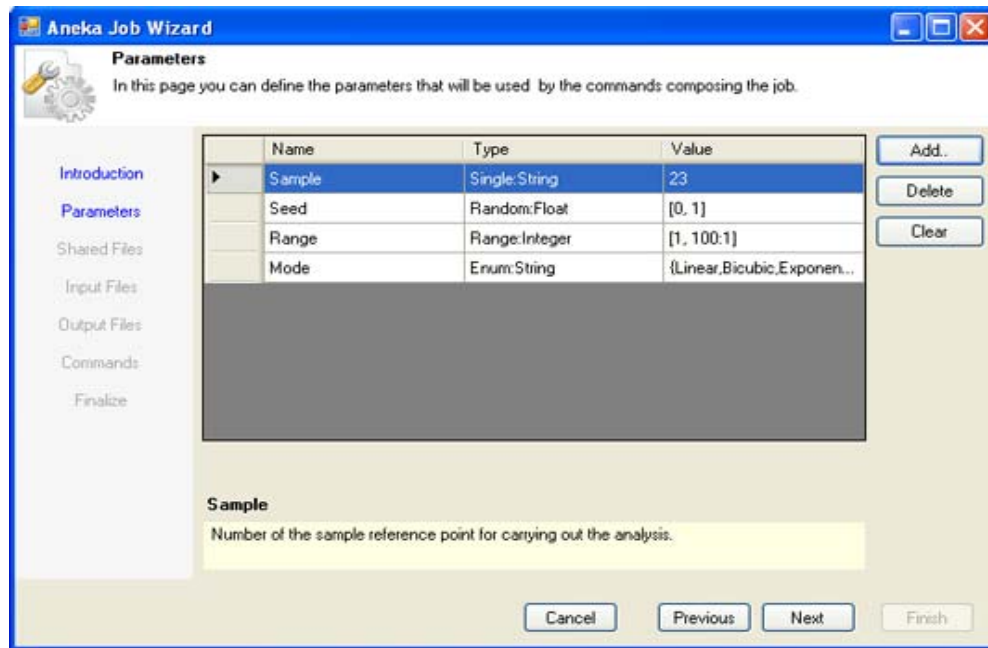 Aneka Job Wizard
Parameters
In this page you can define the parameters that will be used by the commands composing the job.
Introduction
Parameters
Shared Files
Input Files
Output Files
Commands
Finalize
Name Type Value
Sample Single:String 23
Seed Random:Float [0, 1]
Range Range:Integer [1, 100:1]
Mode Enum:String {Linear,Bicubic,Exponen...
Add..
Delete
Clear
Sample
Number of the sample reference point for carrying out the analysis.
Cancel Previous Next Finish